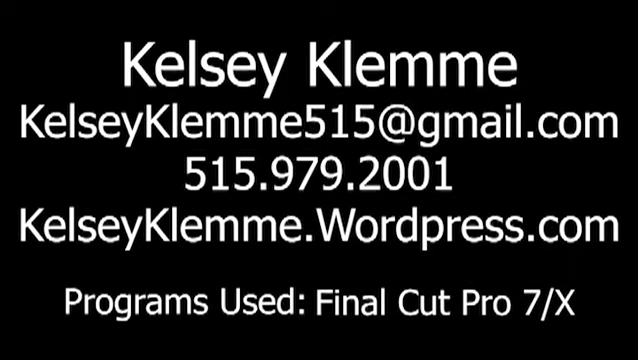 Kelsey Klemme
KelseyKlemme515@gmail.com
515.979.2001
KelseyKlemme.Wordpress.com
Programs Used: Final Cut Pro 7/X